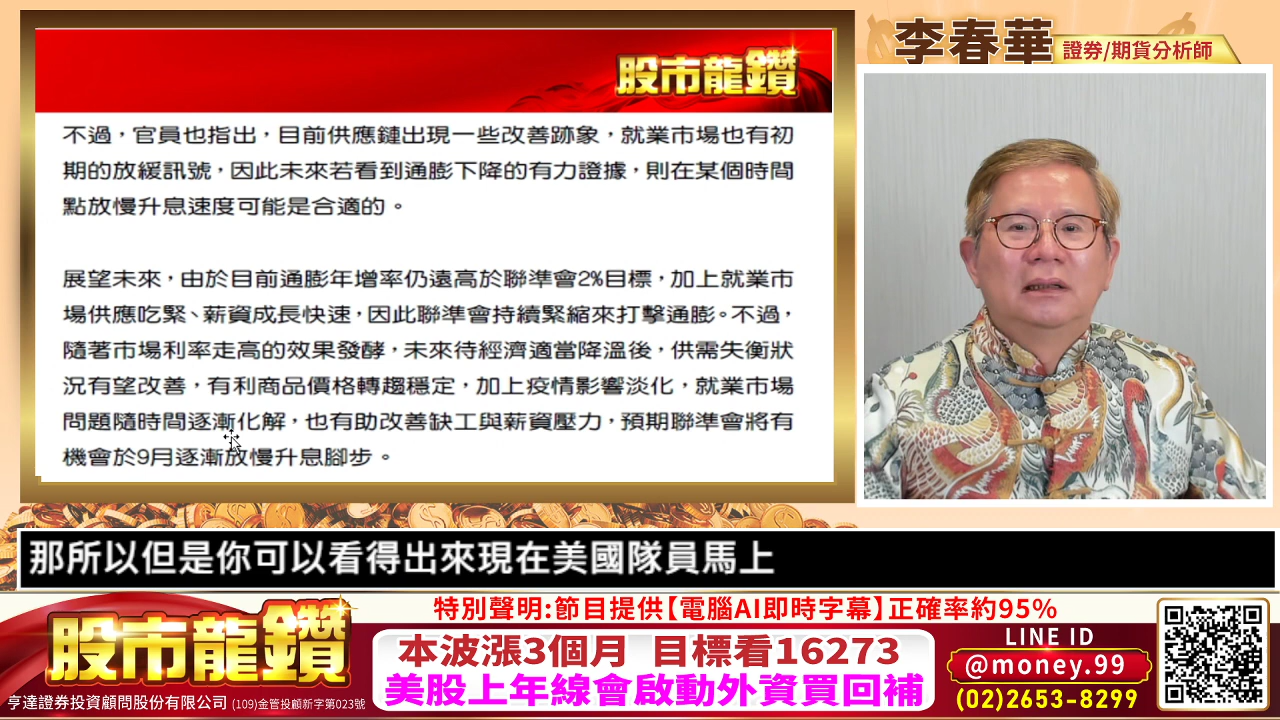 李春華
證券/期貨分析師
股市龍鑽
不過，官員也指出，目前供應鏈出現一些改善跡象，就業市場也有初
期的放緩訊號，因此未來若看到通膨下降的有力證據，則在某個時間
點放慢升息速度可能是合適的。
展望未來，由於目前通膨年增率仍遠高於聯準會2%目標，加上就業市
場供應吃緊、薪資成長快速，因此聯準會持續緊縮來打擊通膨。不過，
隨著市場利率走高的效果發酵，未來待經濟適當降溫後，供需失衡狀
況有望改善，有利商品價格轉趨穩定，加上疫情影響淡化，就業市場
問題隨時間逐漸化解，也有助改善缺工與薪資壓力，預期聯準會將有
機會於9月逐漸放慢升息腳步。
那所以但是你可以看得出來現在美國隊員馬上
特別聲明:節目提供【電腦AI即時字幕】正確率約95%
股市龍鑽
亨達證券投資顧問股份有限公司 (109)金管投顧新字第023號
本波漲3個月 目標看16273
美股上年線會啟動外資買回補
LINE ID
@money.99
(02)2653-8299